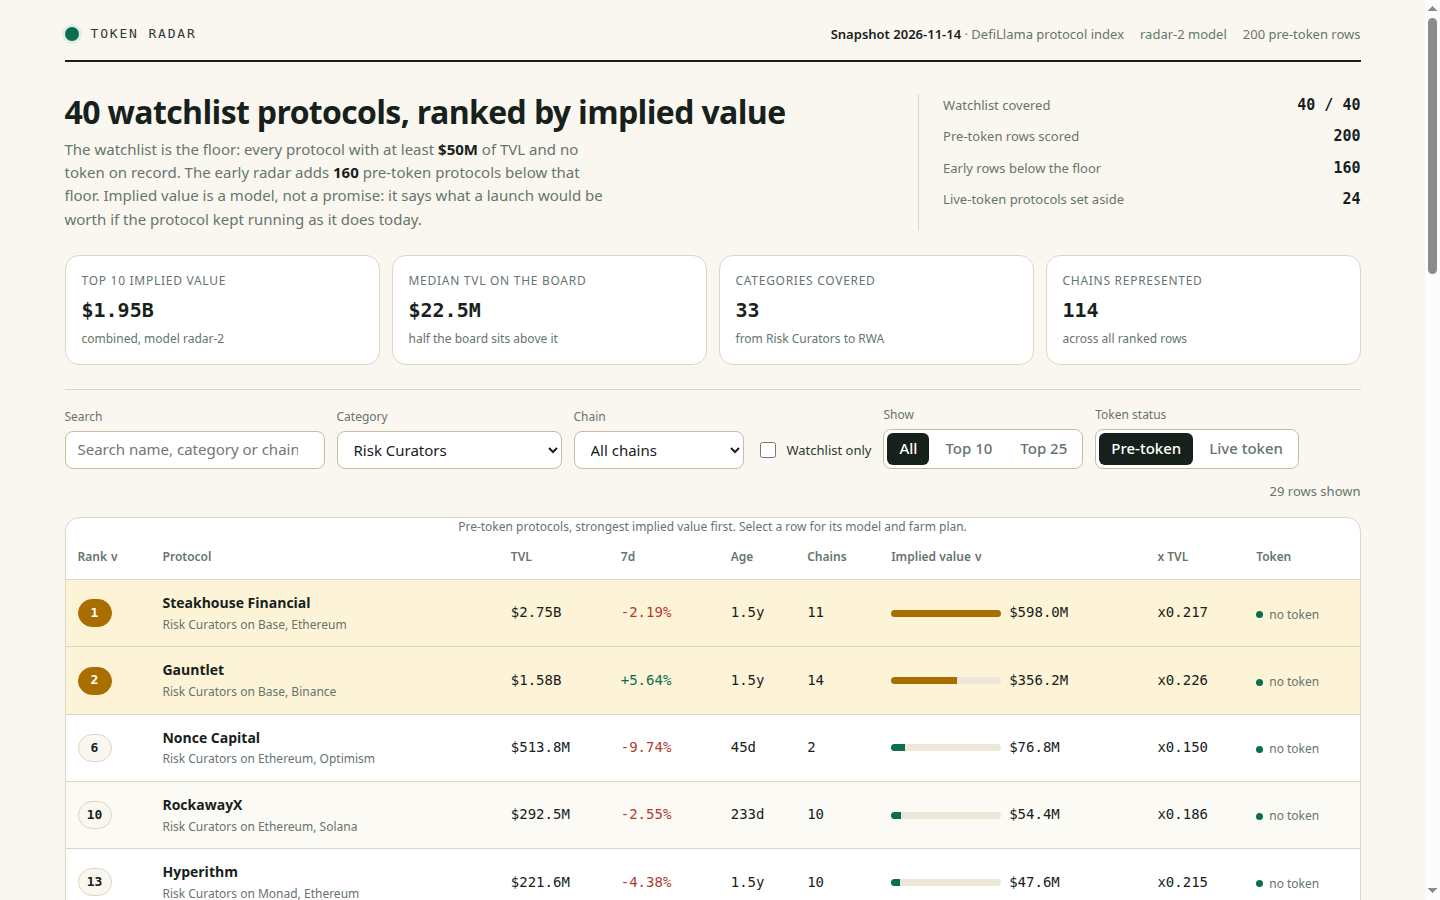 TOKEN RADAR
Snapshot 2026-11-14 · DefiLlama protocol index radar-2 model 200 pre-token rows
40 watchlist protocols, ranked by implied value
The watchlist is the floor: every protocol with at least $50M of TVL and no
token on record. The early radar adds 160 pre-token protocols below that
floor. Implied value is a model, not a promise: it says what a launch would be
worth if the protocol kept running as it does today.
Watchlist covered 40 / 40
Pre-token rows scored 200
Early rows below the floor 160
Live-token protocols set aside 24
TOP 10 IMPLIED VALUE
$1.95B
combined, model radar-2
MEDIAN TVL ON THE BOARD
$22.5M
half the board sits above it
CATEGORIES COVERED
33
from Risk Curators to RWA
CHAINS REPRESENTED
114
across all ranked rows
Search
Search name, category or chain
Category
Risk Curators
Chain
All chains
Watchlist only
Show
All Top 10 Top 25
Token status
Pre-token Live token
29 rows shown
Pre-token protocols, strongest implied value first. Select a row for its model and farm plan.
Rank v Protocol TVL 7d Age Chains Implied value v x TVL Token
1 Steakhouse Financial $2.75B -2.19% 1.5y 11 $598.0M x0.217 no token
Risk Curators on Base, Ethereum
2 Gauntlet $1.58B +5.64% 1.5y 14 $356.2M x0.226 no token
Risk Curators on Base, Binance
6 Nonce Capital $513.8M -9.74% 45d 2 $76.8M x0.150 no token
Risk Curators on Ethereum, Optimism
10 RockawayX $292.5M -2.55% 233d 10 $54.4M x0.186 no token
Risk Curators on Ethereum, Solana
13 Hyperithm $221.6M -4.38% 1.5y 10 $47.6M x0.215 no token
Risk Curators on Monad, Ethereum